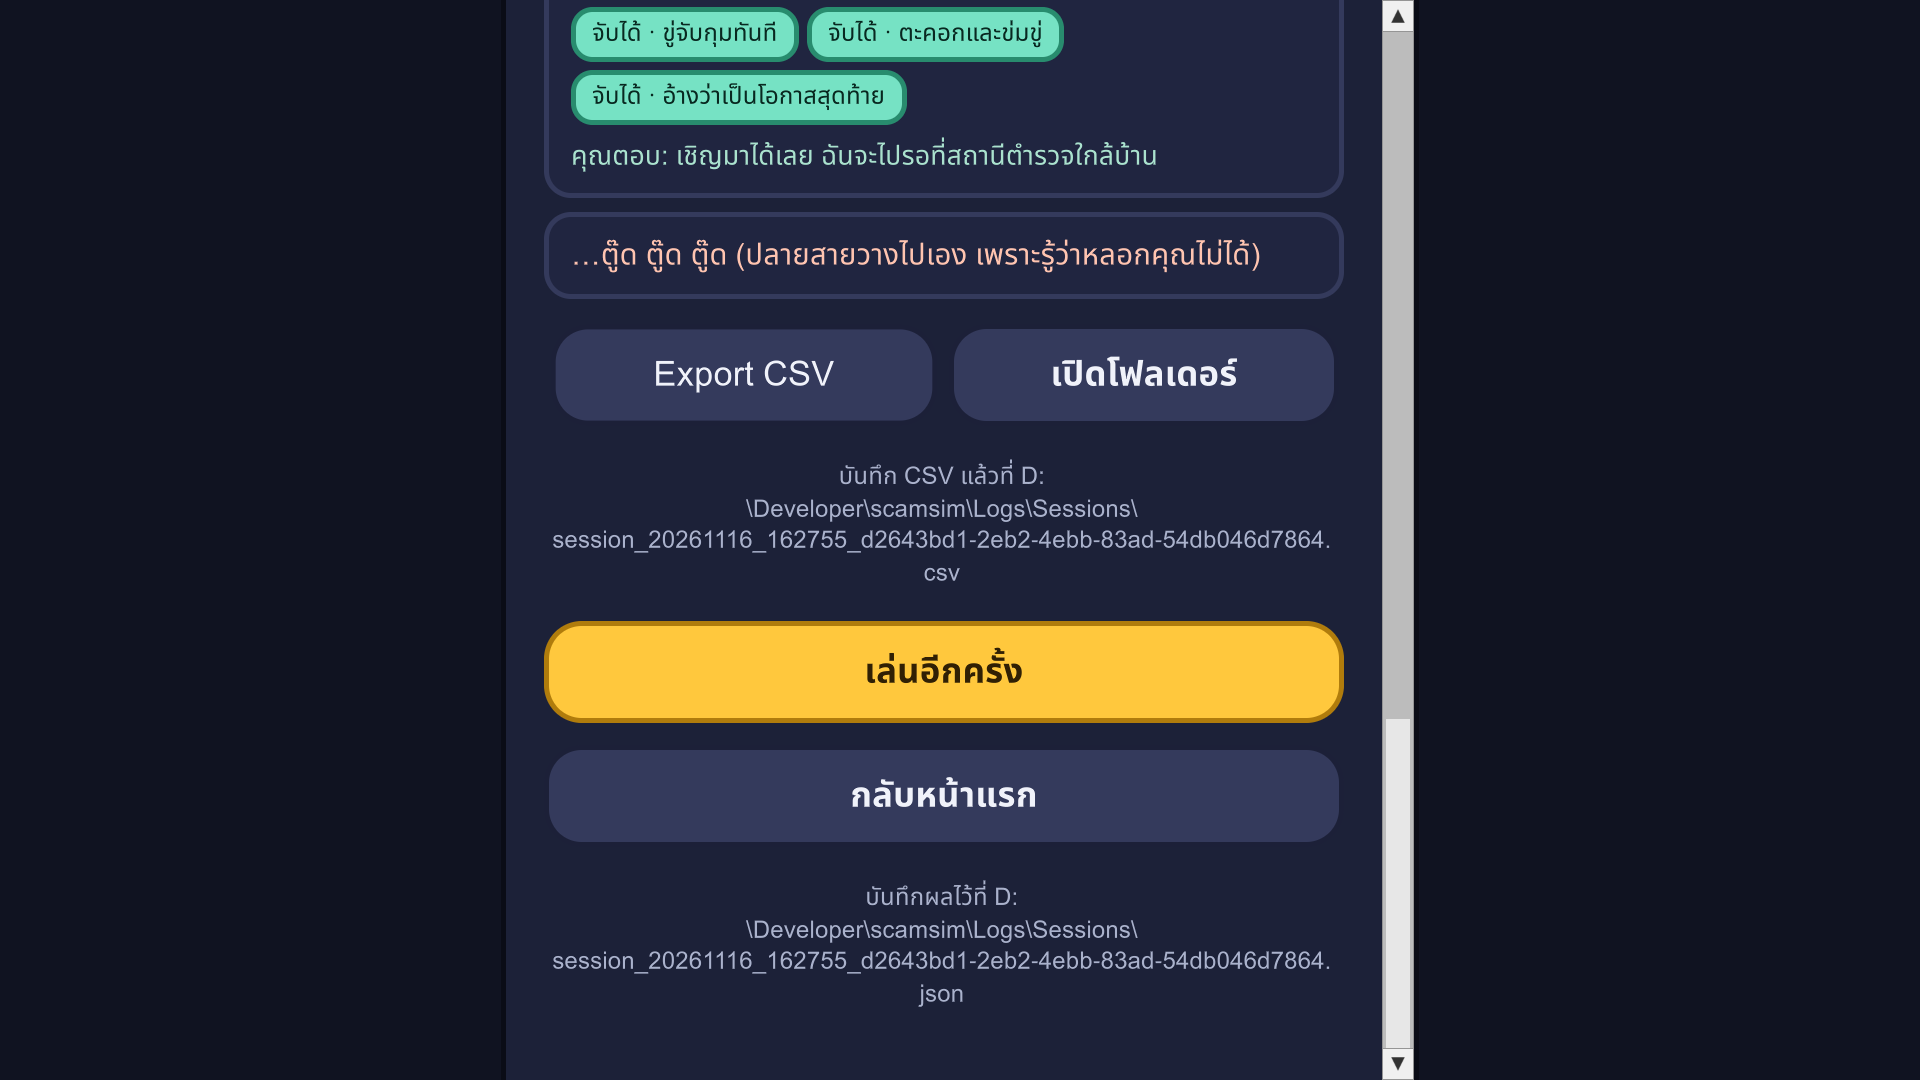 จับได้ · ขู่จับกุมทันที
จับได้ · ตะคอกและข่มขู่
จับได้ · อ้างว่าเป็นโอกาสสุดท้าย
คุณตอบ: เชิญมาได้เลย ฉันจะไปรอที่สถานีตำรวจใกล้บ้าน
…ตู๊ด ตู๊ด ตู๊ด (ปลายสายวางไปเอง เพราะรู้ว่าหลอกคุณไม่ได้)
Export CSV
เปิดโฟลเดอร์
บันทึก CSV แล้วที่ D:
\Developer\scamsim\Logs\Sessions\
session_20261116_162755_d2643bd1-2eb2-4ebb-83ad-54db046d7864.
csv
เล่นอีกครั้ง
กลับหน้าแรก
บันทึกผลไว้ที่ D:
\Developer\scamsim\Logs\Sessions\
session_20261116_162755_d2643bd1-2eb2-4ebb-83ad-54db046d7864.
json